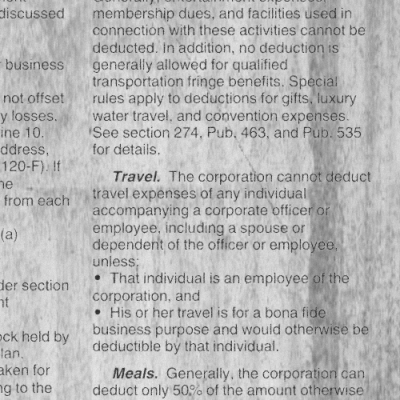 discussed
business
not offset
y losses.
ine 10.
ddress,
120-F). If
from each
(a)
der section
ock held by
lan.
aken for
ng to the
membership dues, and facilities used in
connection with these activities cannot be
deducted. In addition, no deduction is
generally allowed for qualified
transportation fringe benefits. Special
rules apply to deductions for gifts, luxury
water travel, and convention expenses.
See section 274, Pub. 463, and Pub. 535
for details.
Travel. The corporation cannot deduct
travel expenses of any individual
accompanying a corporate officer or
employee, including a spouse or
dependent of the officer or employee,
unless:
• That individual is an employee of the
corporation, and
• His or her travel is for a bona fide
business purpose and would otherwise be
deductible by that individual.
Meals. Generally, the corporation can
deduct only 50% of the amount otherwise